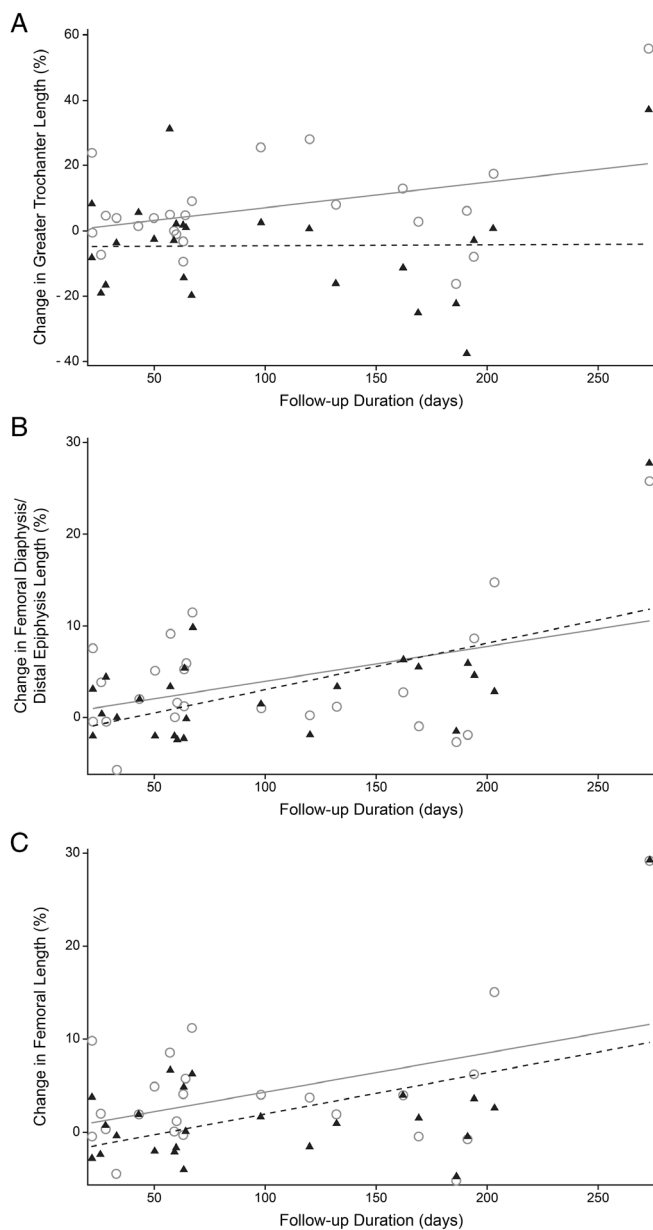 A
60
40
20
0
- 20
- 40
Change in Greater Trochanter Length (%)
50 100 150 200 250
Follow-up Duration (days)
B
30
20
10
0
Change in Femoral Diaphysis/
Distal Epiphysis Length (%)
50 100 150 200 250
Follow-up Duration (days)
C
30
20
10
0
Change in Femoral Length (%)
50 100 150 200 250
Follow-up Duration (days)